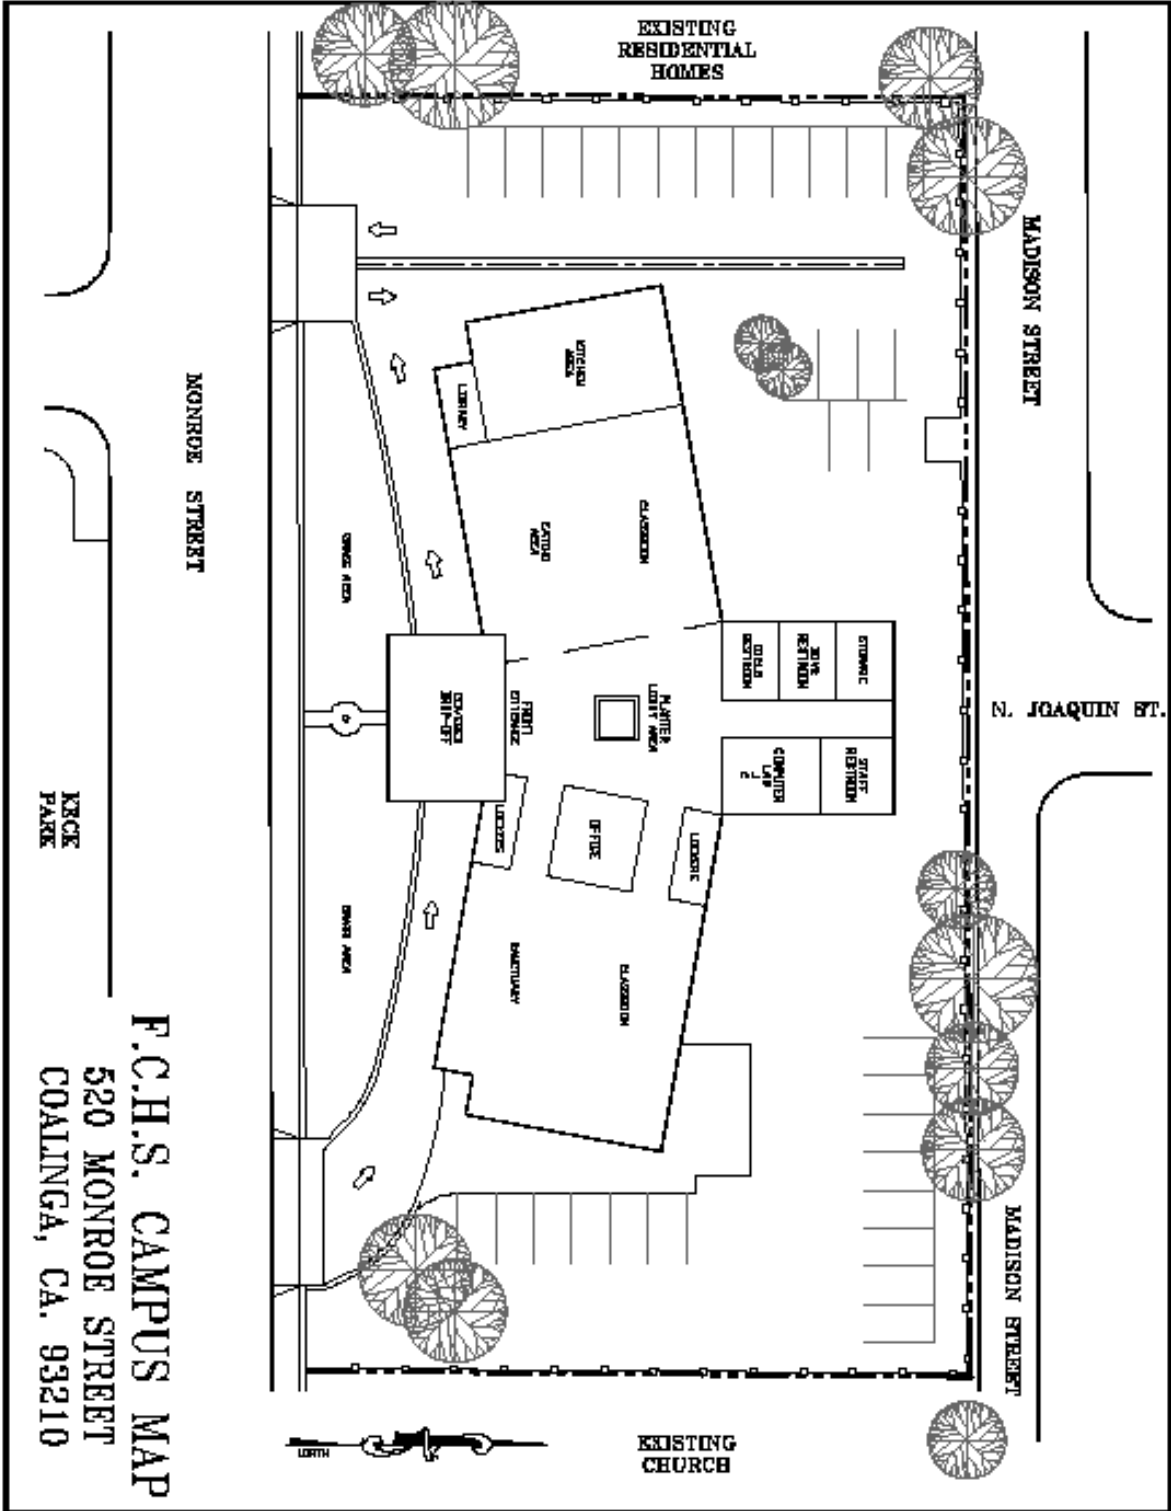 EXISTING
RESIDENTIAL
HOMES
MADISON STREET
MONROE STREET
KITCHEN
AREA
LIBRARY
CLASSROOM
EATING
AREA
GRASS AREA
GIRLS
RESTROOM
BOYS
RESTROOM
STORAGE
COVERED
DROP-OFF
FRONT
ENTRANCE
PLANTER
LOBBY AREA
N. JOAQUIN ST.
COMPUTER
LAB
STAFF
RESTROOM
LOCKERS
OFFICE
LOCKERS
KECK
PARK
GRASS AREA
SANCTUARY
CLASSROOM
MADISON STREET
F.C.H.S. CAMPUS MAP
520 MONROE STREET
COALINGA, CA. 93210
NORTH
EXISTING
CHURCH